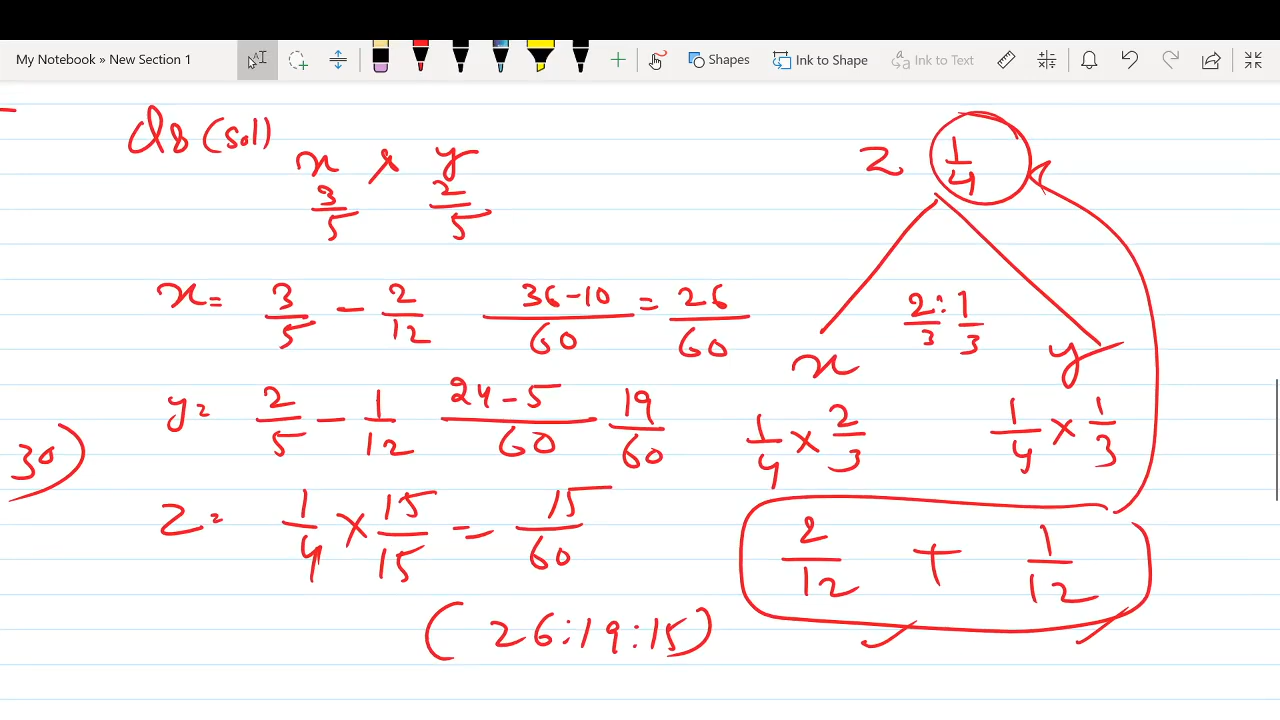 My Notebook » New Section 1 Shapes Ink to Shape Ink to Text
Q8 (Sol)
x & y
3/5 2/5
Z 1/4
x= 3/5 - 2/12 (36-10)/60 = 26/60
2/3 : 1/3
x y
y= 2/5 - 1/12 (24-5)/60 19/60
1/4 × 2/3 1/4 × 1/3
30)
Z= 1/4 × 15/15 = 15/60
2/12 + 1/12
(26:19:15)